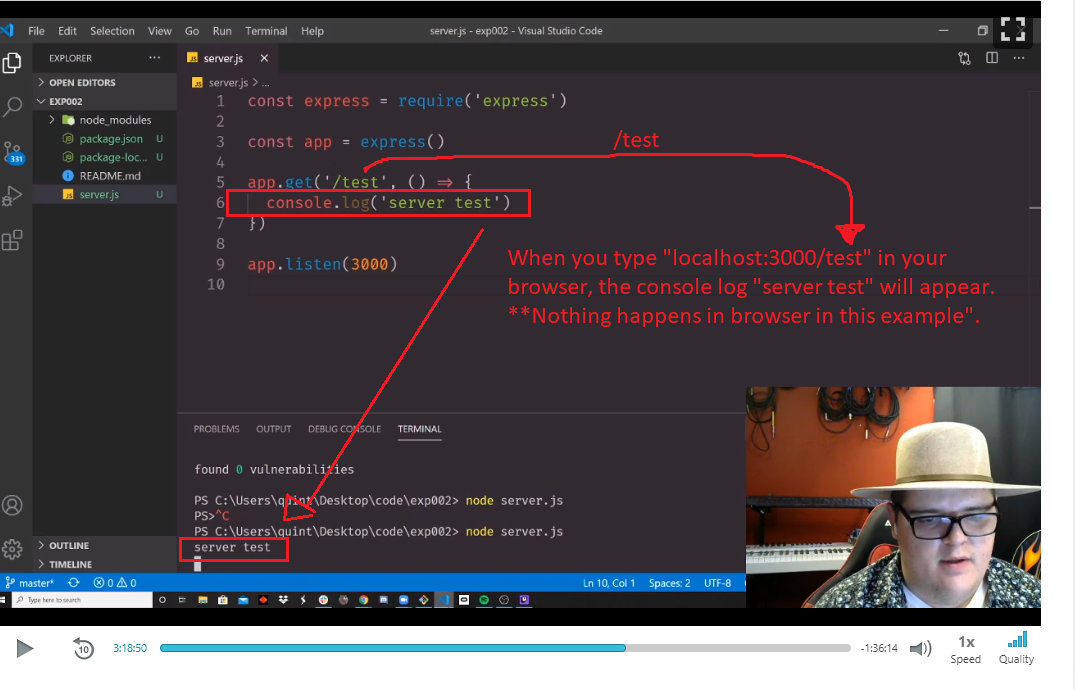 File Edit Selection View Go Run Terminal Help server.js - exp002 - Visual Studio Code
EXPLORER
server.js
OPEN EDITORS
server.js > ...
EXP002
node_modules
package.json U
package-loc... U
README.md
server.js U
1 const express = require('express')
2
3 const app = express()
4
5 app.get('/test', () => {
6 console.log('server test')
7 })
8
9 app.listen(3000)
10
/test
When you type "localhost:3000/test" in your
browser, the console log "server test" will appear.
**Nothing happens in browser in this example".
331
PROBLEMS OUTPUT DEBUG CONSOLE TERMINAL
found 0 vulnerabilities
PS C:\Users\quint\Desktop\code\exp002> node server.js
PS>^C
PS C:\Users\quint\Desktop\code\exp002> node server.js
server test
OUTLINE
TIMELINE
master* 0 0 Ln 10, Col 1 Spaces: 2 UTF-8
Type here to search
10 3:18:50 -1:36:14 1x
Speed Quality